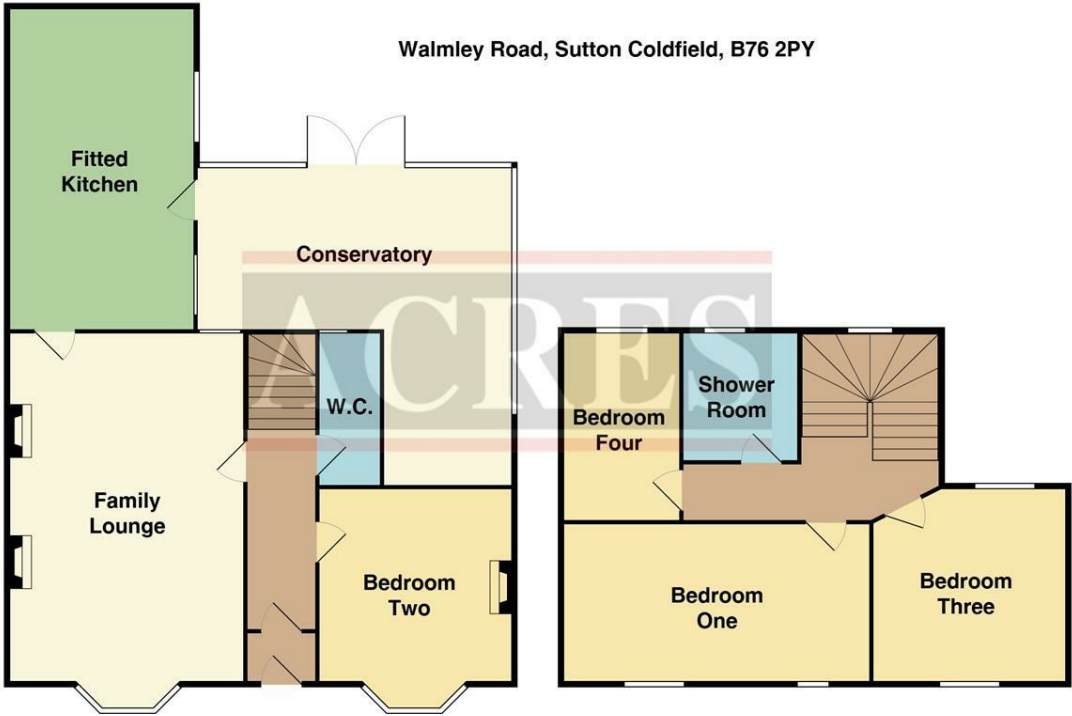 Walmley Road, Sutton Coldfield, B76 2PY
Fitted
Kitchen
Conservatory
ACRES
W.C.
Family
Lounge
Bedroom
Two
Shower
Room
Bedroom
Four
Bedroom
One
Bedroom
Three